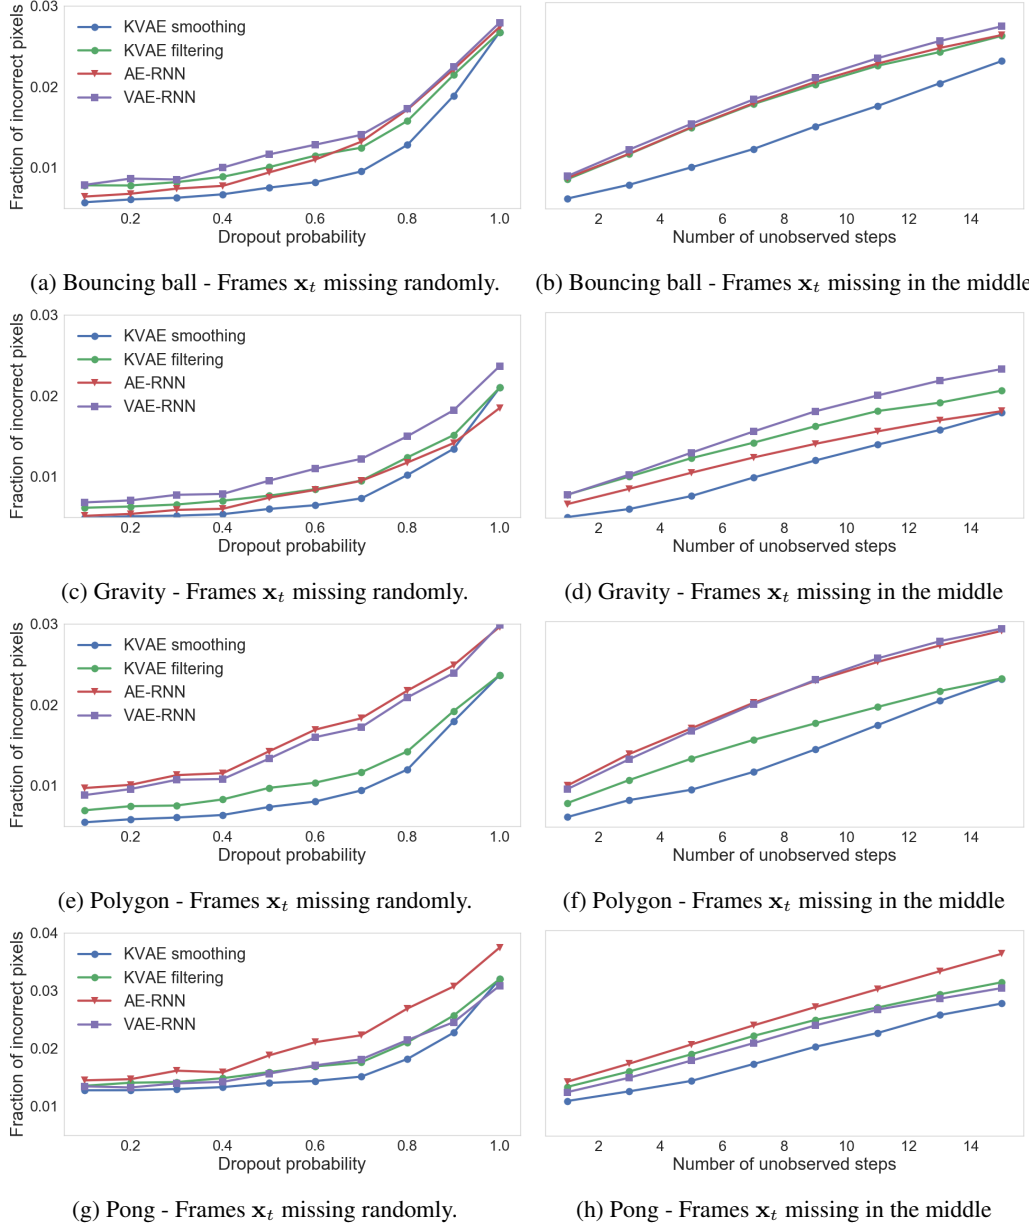 0.03
0.02
0.01
Fraction of incorrect pixels
KVAE smoothing
KVAE filtering
AE-RNN
VAE-RNN
0.2 0.4 0.6 0.8 1.0
Dropout probability
2 4 6 8 10 12 14
Number of unobserved steps
(a) Bouncing ball - Frames x_t missing randomly.
(b) Bouncing ball - Frames x_t missing in the middle
0.03
0.02
0.01
Fraction of incorrect pixels
KVAE smoothing
KVAE filtering
AE-RNN
VAE-RNN
0.2 0.4 0.6 0.8 1.0
Dropout probability
2 4 6 8 10 12 14
Number of unobserved steps
(c) Gravity - Frames x_t missing randomly.
(d) Gravity - Frames x_t missing in the middle
0.03
0.02
0.01
Fraction of incorrect pixels
KVAE smoothing
KVAE filtering
AE-RNN
VAE-RNN
0.2 0.4 0.6 0.8 1.0
Dropout probability
2 4 6 8 10 12 14
Number of unobserved steps
(e) Polygon - Frames x_t missing randomly.
(f) Polygon - Frames x_t missing in the middle
0.04
0.03
0.02
0.01
Fraction of incorrect pixels
KVAE smoothing
KVAE filtering
AE-RNN
VAE-RNN
0.2 0.4 0.6 0.8 1.0
Dropout probability
2 4 6 8 10 12 14
Number of unobserved steps
(g) Pong - Frames x_t missing randomly.
(h) Pong - Frames x_t missing in the middle